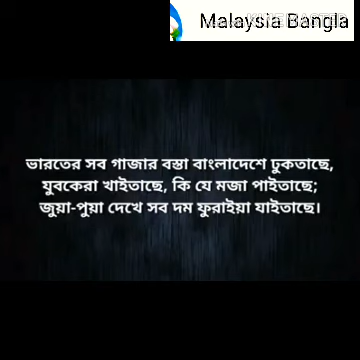 Malaysia Bangla
ভারতের সব গাজার বস্তা বাংলাদেশে ঢুকতাছে,
যুবকেরা খাইতাছে, কি যে মজা পাইতাছে;
জুয়া-পুয়া দেখে সব দম ফুরাইয়া যাইতাছে।